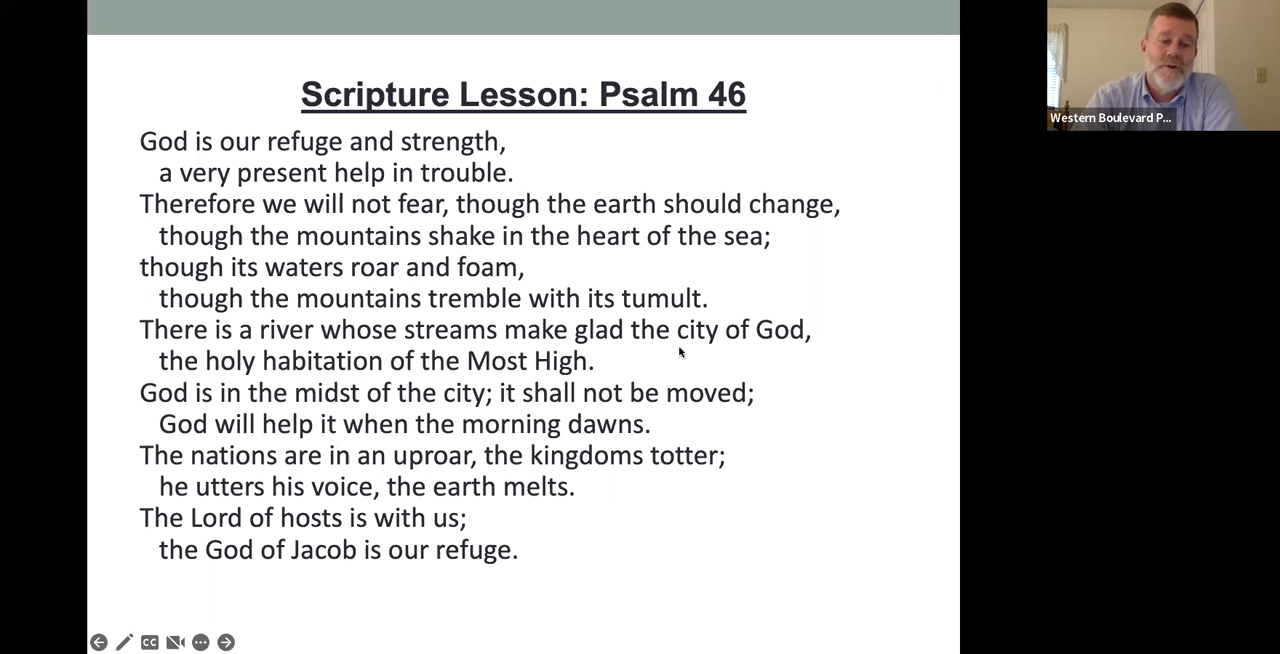 Scripture Lesson: Psalm 46
God is our refuge and strength,
a very present help in trouble.
Therefore we will not fear, though the earth should change,
though the mountains shake in the heart of the sea;
though its waters roar and foam,
though the mountains tremble with its tumult.
There is a river whose streams make glad the city of God,
the holy habitation of the Most High.
God is in the midst of the city; it shall not be moved;
God will help it when the morning dawns.
The nations are in an uproar, the kingdoms totter;
he utters his voice, the earth melts.
The Lord of hosts is with us;
the God of Jacob is our refuge.
Western Boulevard P...
CC